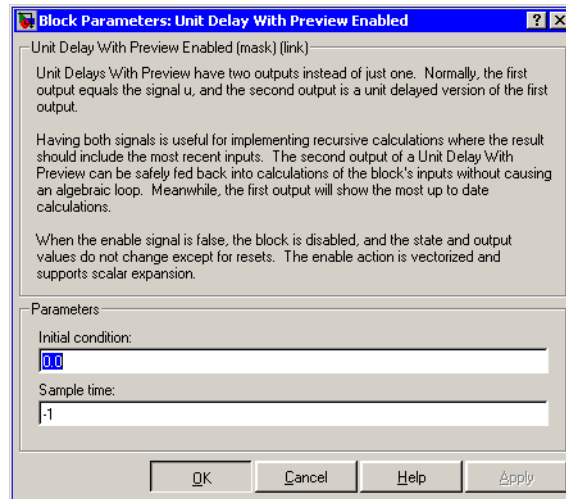 Block Parameters: Unit Delay With Preview Enabled
Unit Delay With Preview Enabled (mask) (link)
Unit Delays With Preview have two outputs instead of just one. Normally, the first
output equals the signal u, and the second output is a unit delayed version of the first
output.
Having both signals is useful for implementing recursive calculations where the result
should include the most recent inputs. The second output of a Unit Delay With
Preview can be safely fed back into calculations of the block's inputs without causing
an algebraic loop. Meanwhile, the first output will show the most up to date
calculations.
When the enable signal is false, the block is disabled, and the state and output
values do not change except for resets. The enable action is vectorized and
supports scalar expansion.
Parameters
Initial condition:
0.0
Sample time:
-1
OK Cancel Help Apply